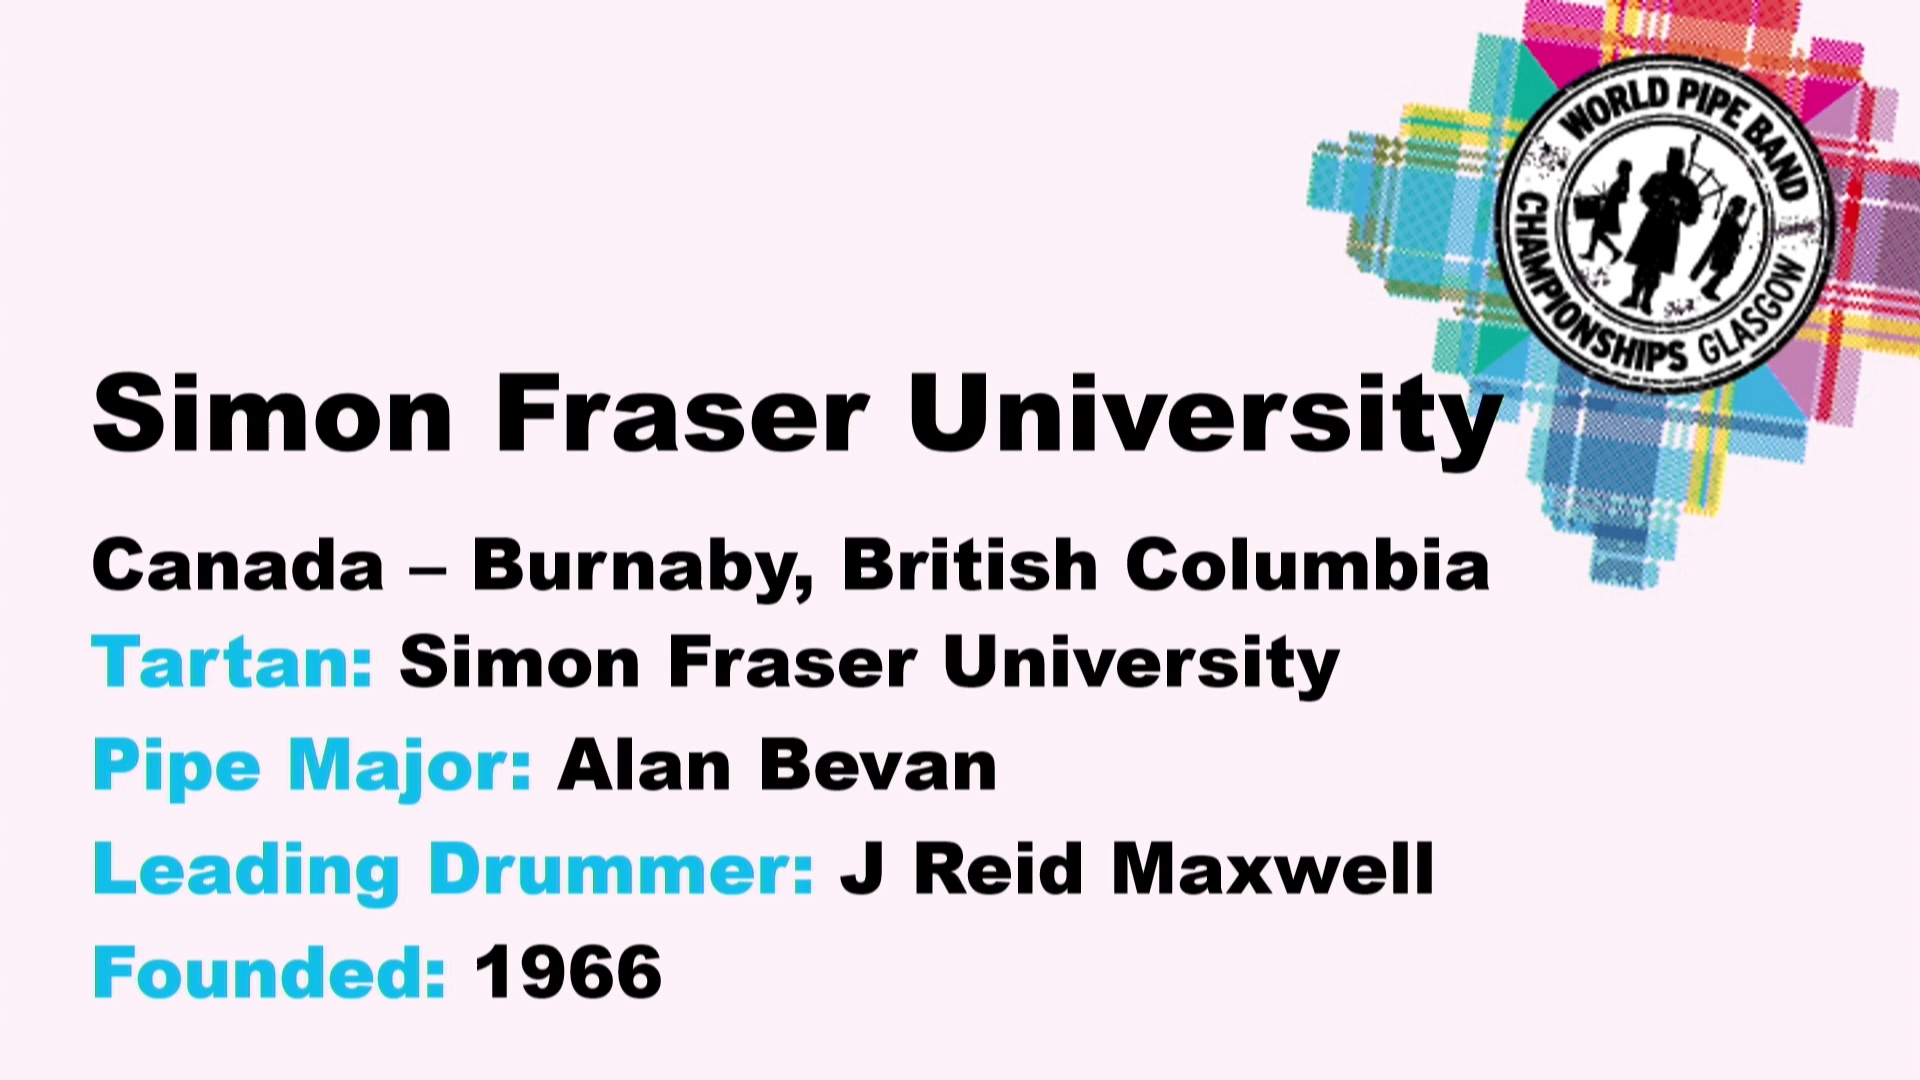 WORLD PIPE BAND
CHAMPIONSHIPS GLASGOW
Simon Fraser University
Canada – Burnaby, British Columbia
Tartan: Simon Fraser University
Pipe Major: Alan Bevan
Leading Drummer: J Reid Maxwell
Founded: 1966